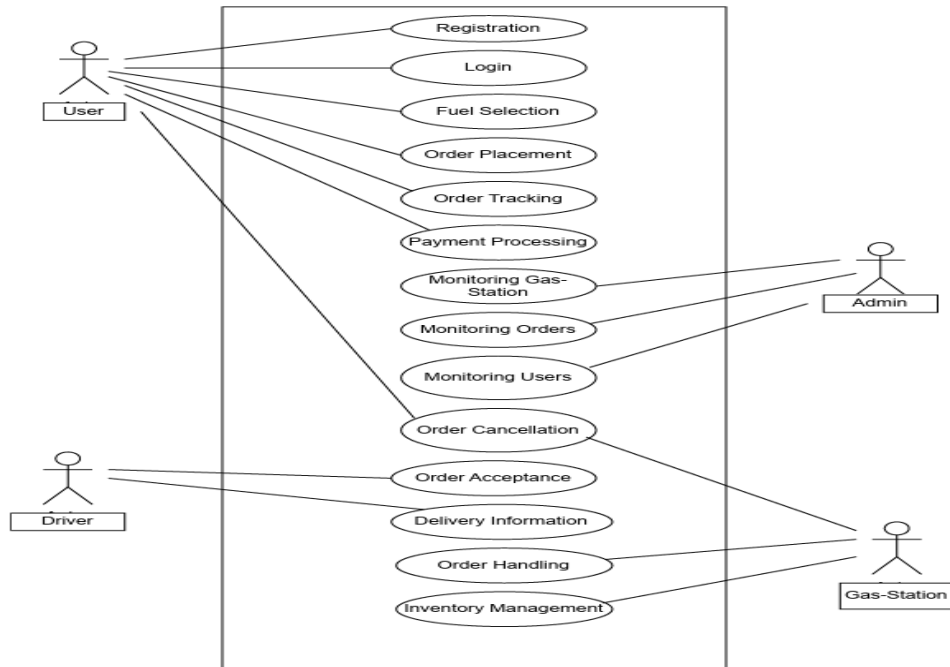 Registration
Login
User
Fuel Selection
Order Placement
Order Tracking
Payment Processing
Monitoring Gas-
Station
Admin
Monitoring Orders
Monitoring Users
Order Cancellation
Order Acceptance
Driver
Delivery Information
Order Handling
Gas-Station
Inventory Management